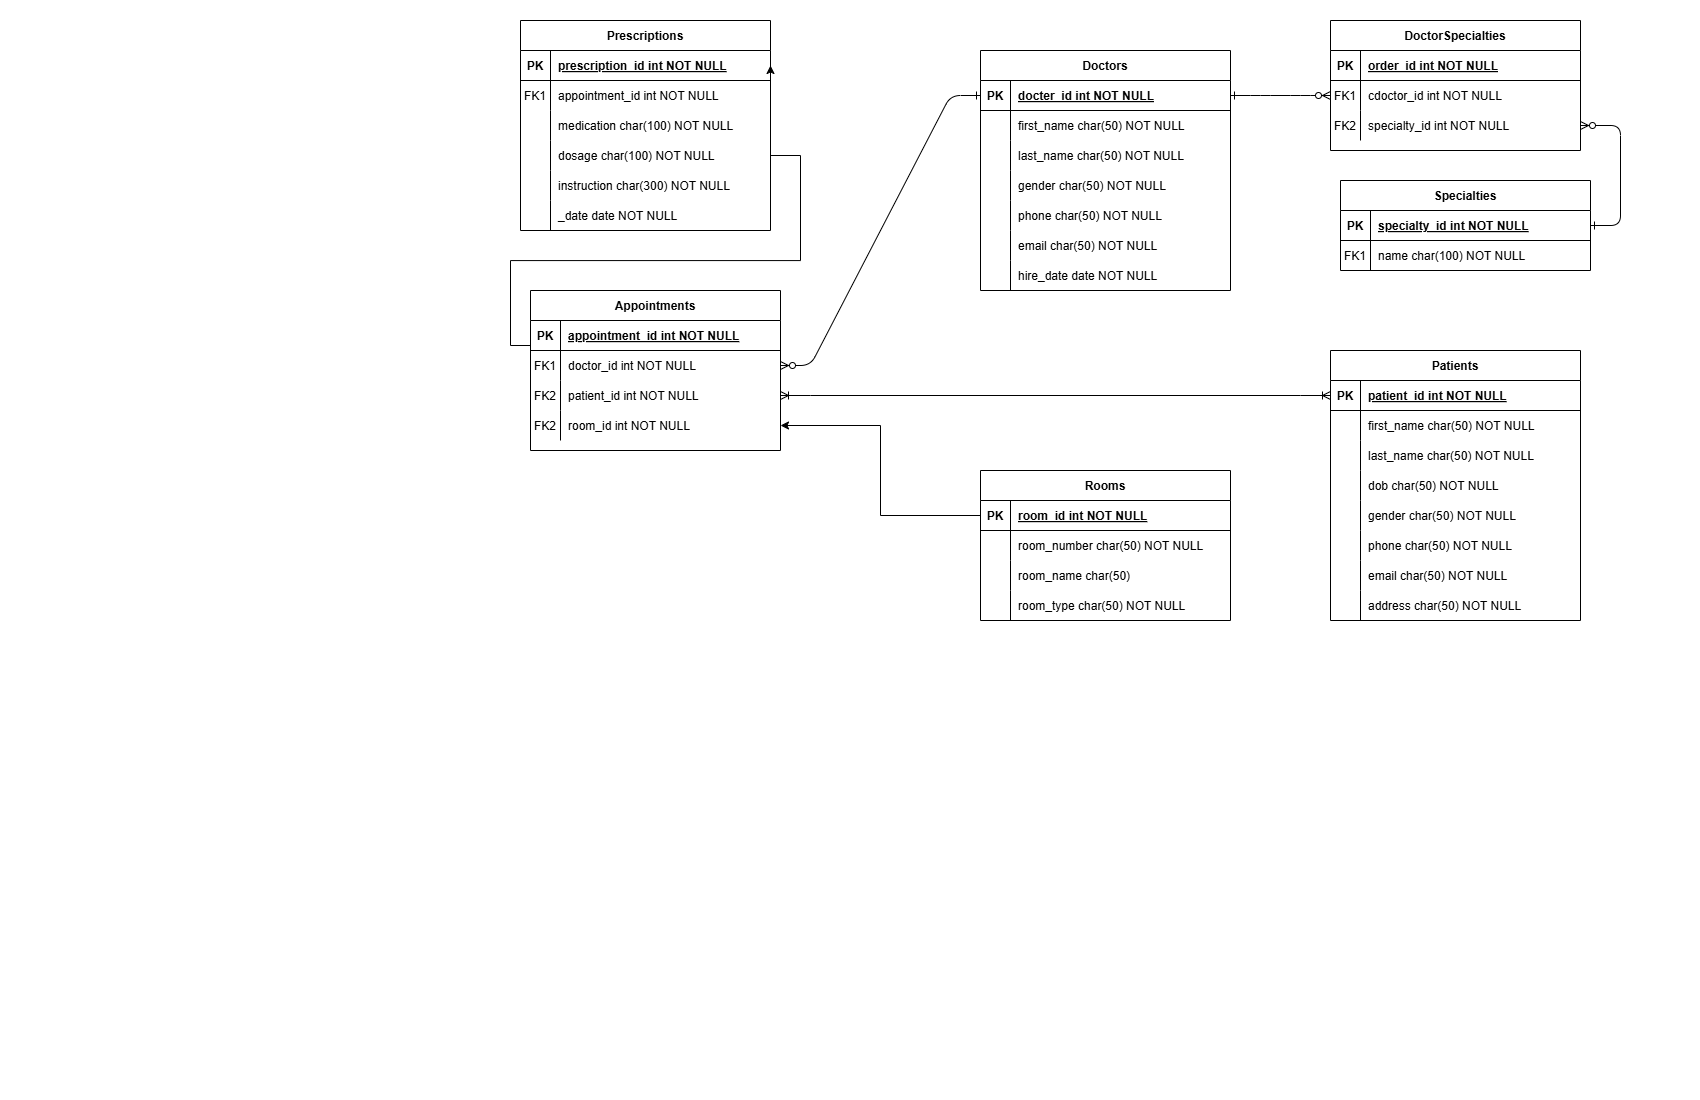 Prescriptions
PK prescription_id int NOT NULL
FK1 appointment_id int NOT NULL
medication char(100) NOT NULL
dosage char(100) NOT NULL
instruction char(300) NOT NULL
_date date NOT NULL
Doctors
PK docter_id int NOT NULL
first_name char(50) NOT NULL
last_name char(50) NOT NULL
gender char(50) NOT NULL
phone char(50) NOT NULL
email char(50) NOT NULL
hire_date date NOT NULL
DoctorSpecialties
PK order_id int NOT NULL
FK1 cdoctor_id int NOT NULL
FK2 specialty_id int NOT NULL
Specialties
PK specialty_id int NOT NULL
FK1 name char(100) NOT NULL
Appointments
PK appointment_id int NOT NULL
FK1 doctor_id int NOT NULL
FK2 patient_id int NOT NULL
FK2 room_id int NOT NULL
Rooms
PK room_id int NOT NULL
room_number char(50) NOT NULL
room_name char(50)
room_type char(50) NOT NULL
Patients
PK patient_id int NOT NULL
first_name char(50) NOT NULL
last_name char(50) NOT NULL
dob char(50) NOT NULL
gender char(50) NOT NULL
phone char(50) NOT NULL
email char(50) NOT NULL
address char(50) NOT NULL